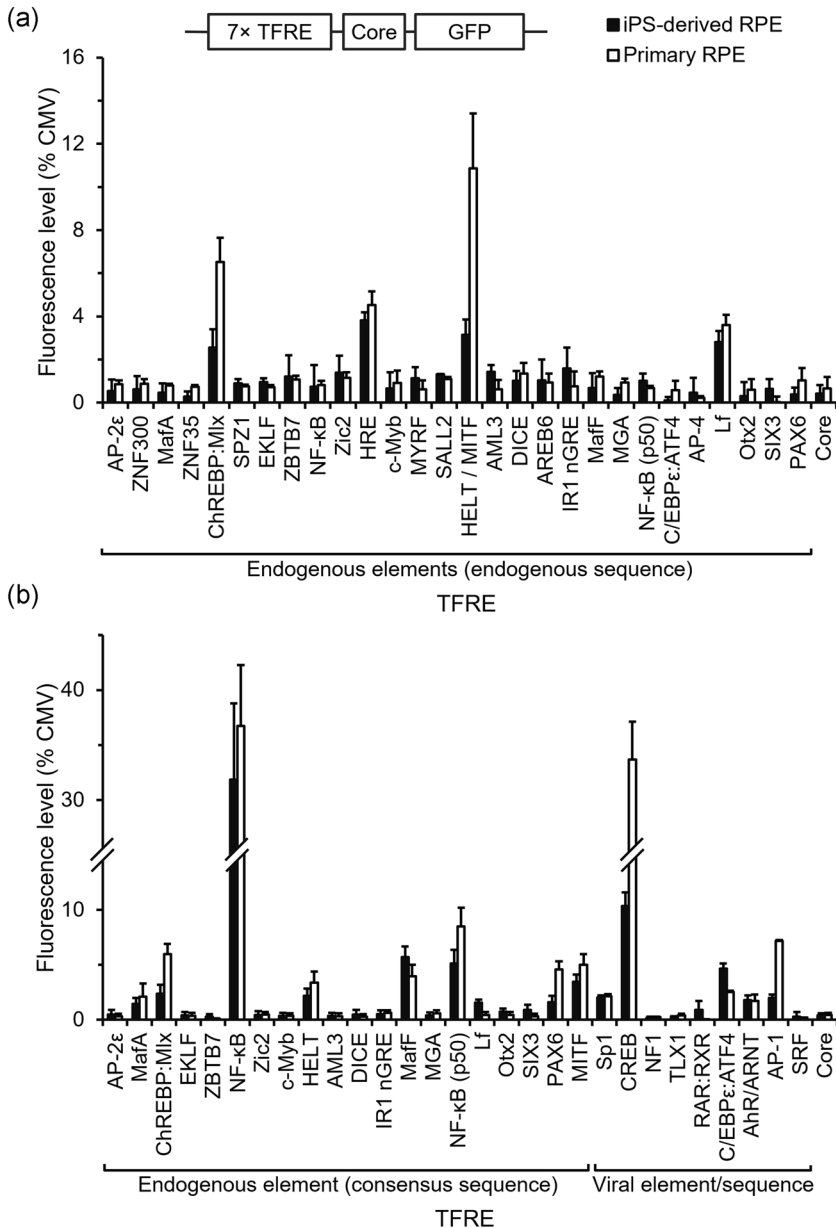 (a)
7× TFRE Core GFP
iPS-derived RPE
Primary RPE
Fluorescence level (% CMV)
16
12
8
4
0
AP-2ε
ZNF300
MafA
ZNF35
ChREBP:Mlx
SPZ1
EKLF
ZBTB7
NF-κB
Zic2
HRE
c-Myb
MYRF
SALL2
HELT / MITF
AML3
DICE
AREB6
IR1 nGRE
MafF
MGA
NF-κB (p50)
C/EBPε:ATF4
AP-4
Lf
Otx2
SIX3
PAX6
Core
Endogenous elements (endogenous sequence)
TFRE
(b)
Fluorescence level (% CMV)
40
30
10
0
AP-2ε
MafA
ChREBP:Mlx
EKLF
ZBTB7
NF-κB
Zic2
c-Myb
HELT
AML3
DICE
IR1 nGRE
MafF
MGA
NF-κB (p50)
Lf
Otx2
SIX3
PAX6
MITF
Sp1
CREB
NF1
TLX1
RAR:RXR
C/EBPε:ATF4
AhR/ARNT
AP-1
SRF
Core
Endogenous element (consensus sequence) Viral element/sequence
TFRE